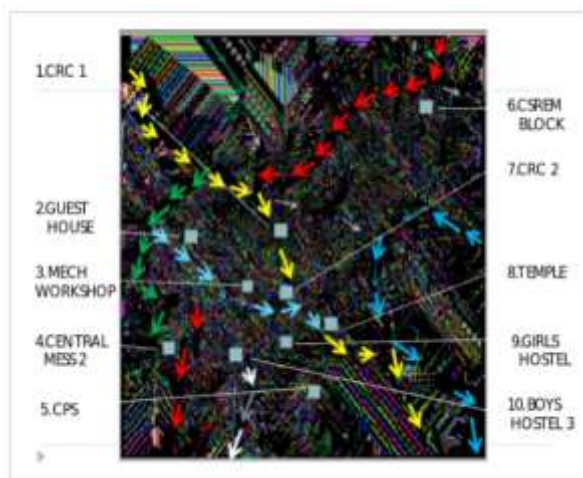 1.CRC 1
2.GUEST
HOUSE
3.MECH
WORKSHOP
4.CENTRAL
MESS 2
5.CPS
6.CSREM
BLOCK
7.CRC 2
8.TEMPLE
9.GIRLS
HOSTEL
10.BOYS
HOSTEL 3